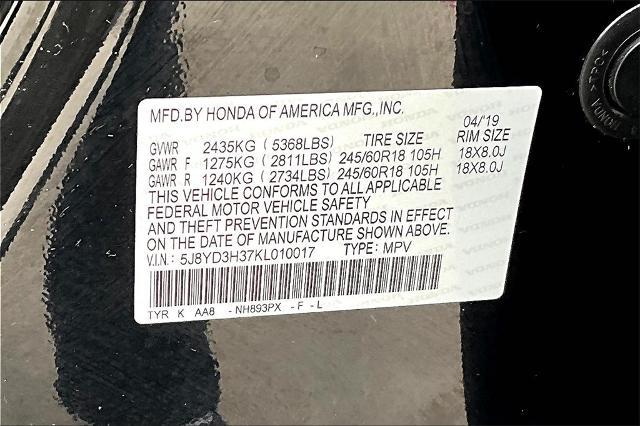 MFD.BY HONDA OF AMERICA MFG.,INC.
04/19
GVWR 2435KG (5368LBS) TIRE SIZE RIM SIZE
GAWR F 1275KG (2811LBS) 245/60R18 105H 18X8.0J
GAWR R 1240KG (2734LBS) 245/60R18 105H 18X8.0J
THIS VEHICLE CONFORMS TO ALL APPLICABLE
FEDERAL MOTOR VEHICLE SAFETY
AND THEFT PREVENTION STANDARDS IN EFFECT
ON THE DATE OF MANUFACTURE SHOWN ABOVE.
V.I.N: 5J8YD3H37KL010017 TYPE: MPV
TYR K AA8 - NH893PX - F - L